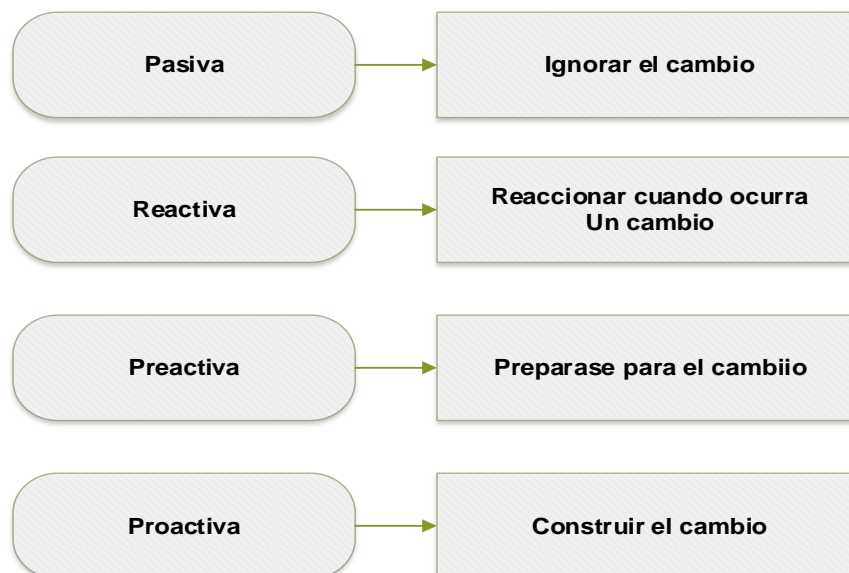 Pasiva
Ignorar el cambio
Reactiva
Reaccionar cuando ocurra
Un cambio
Preactiva
Preparase para el cambiio
Proactiva
Construir el cambio